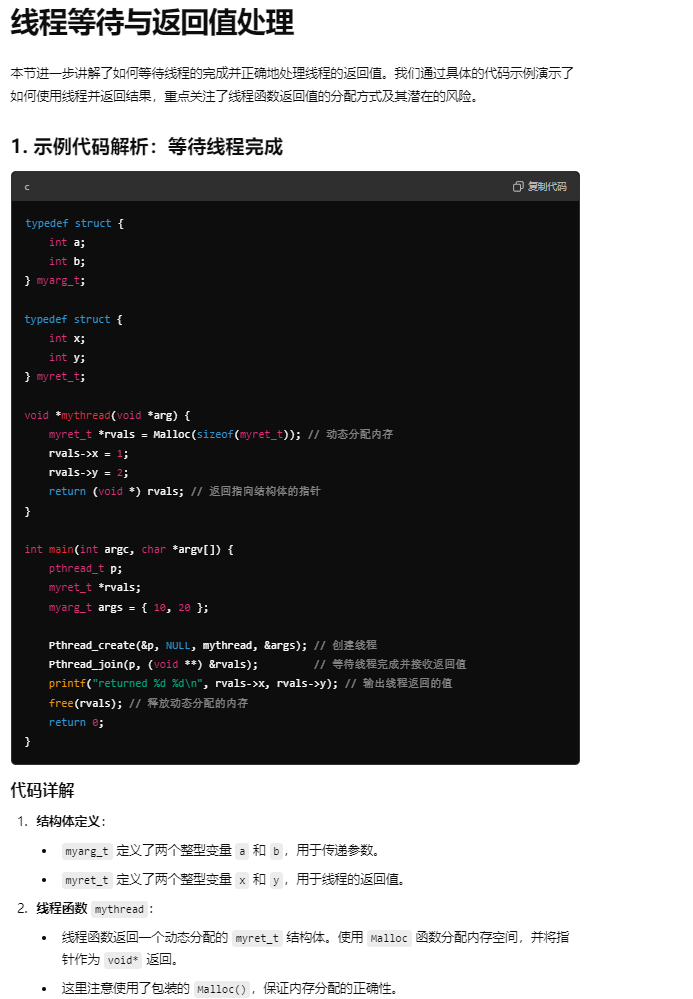 线程等待与返回值处理
本节进一步讲解了如何等待线程的完成并正确地处理线程的返回值。我们通过具体的代码示例演示了
如何使用线程并返回结果，重点关注了线程函数返回值的分配方式及其潜在的风险。
1. 示例代码解析：等待线程完成
c 复制代码
typedef struct {
    int a;
    int b;
} myarg_t;
typedef struct {
    int x;
    int y;
} myret_t;
void *mythread(void *arg) {
    myret_t *rvals = Malloc(sizeof(myret_t)); // 动态分配内存
    rvals->x = 1;
    rvals->y = 2;
    return (void *) rvals; // 返回指向结构体的指针
}
int main(int argc, char *argv[]) {
    pthread_t p;
    myret_t *rvals;
    myarg_t args = { 10, 20 };
    Pthread_create(&p, NULL, mythread, &args); // 创建线程
    Pthread_join(p, (void **) &rvals);         // 等待线程完成并接收返回值
    printf("returned %d %d\n", rvals->x, rvals->y); // 输出线程返回的值
    free(rvals); // 释放动态分配的内存
    return 0;
}
代码详解
1. 结构体定义：
• myarg_t 定义了两个整型变量 a 和 b，用于传递参数。
• myret_t 定义了两个整型变量 x 和 y，用于线程的返回值。
2. 线程函数 mythread：
• 线程函数返回一个动态分配的 myret_t 结构体。使用 Malloc 函数分配内存空间，并将指
针作为 void* 返回。
• 这里注意使用了包装的 Malloc()，保证内存分配的正确性。